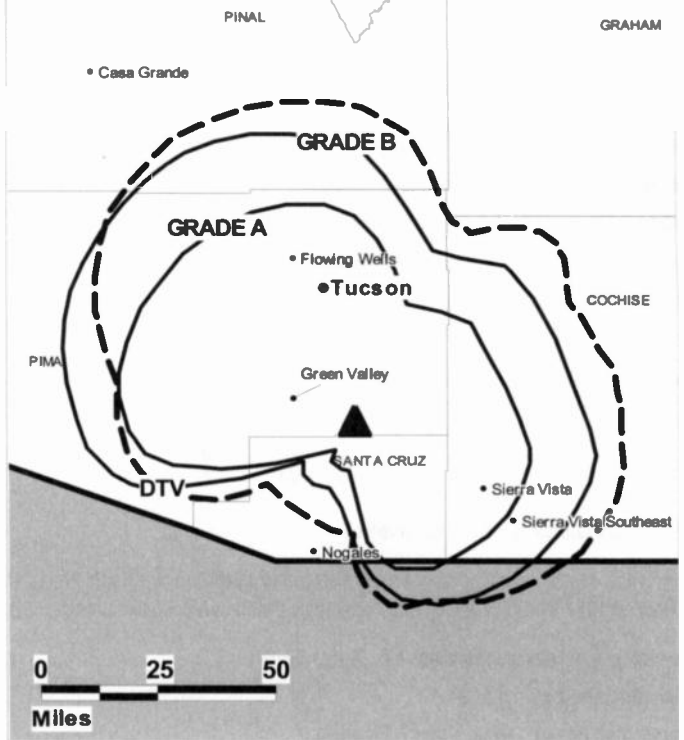 PINAL
GRAHAM
Casa Grande
GRADE B
GRADE A
Flowing Wells
Tucson
COCHISE
PIMA
Green Valley
SANTA CRUZ
DTV
Sierra Vista
Sierra Vista Southeast
Nogales
0 25 50
Miles